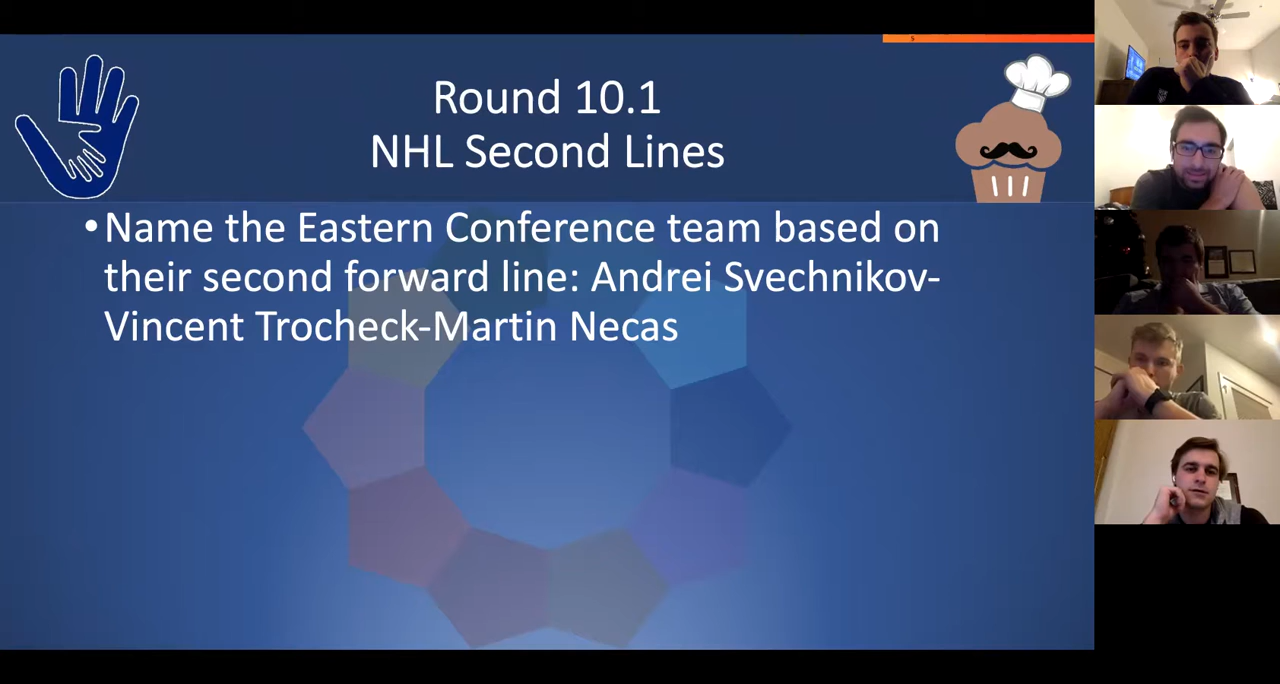 5
Round 10.1
NHL Second Lines
•Name the Eastern Conference team based on
their second forward line: Andrei Svechnikov-
Vincent Trocheck-Martin Necas